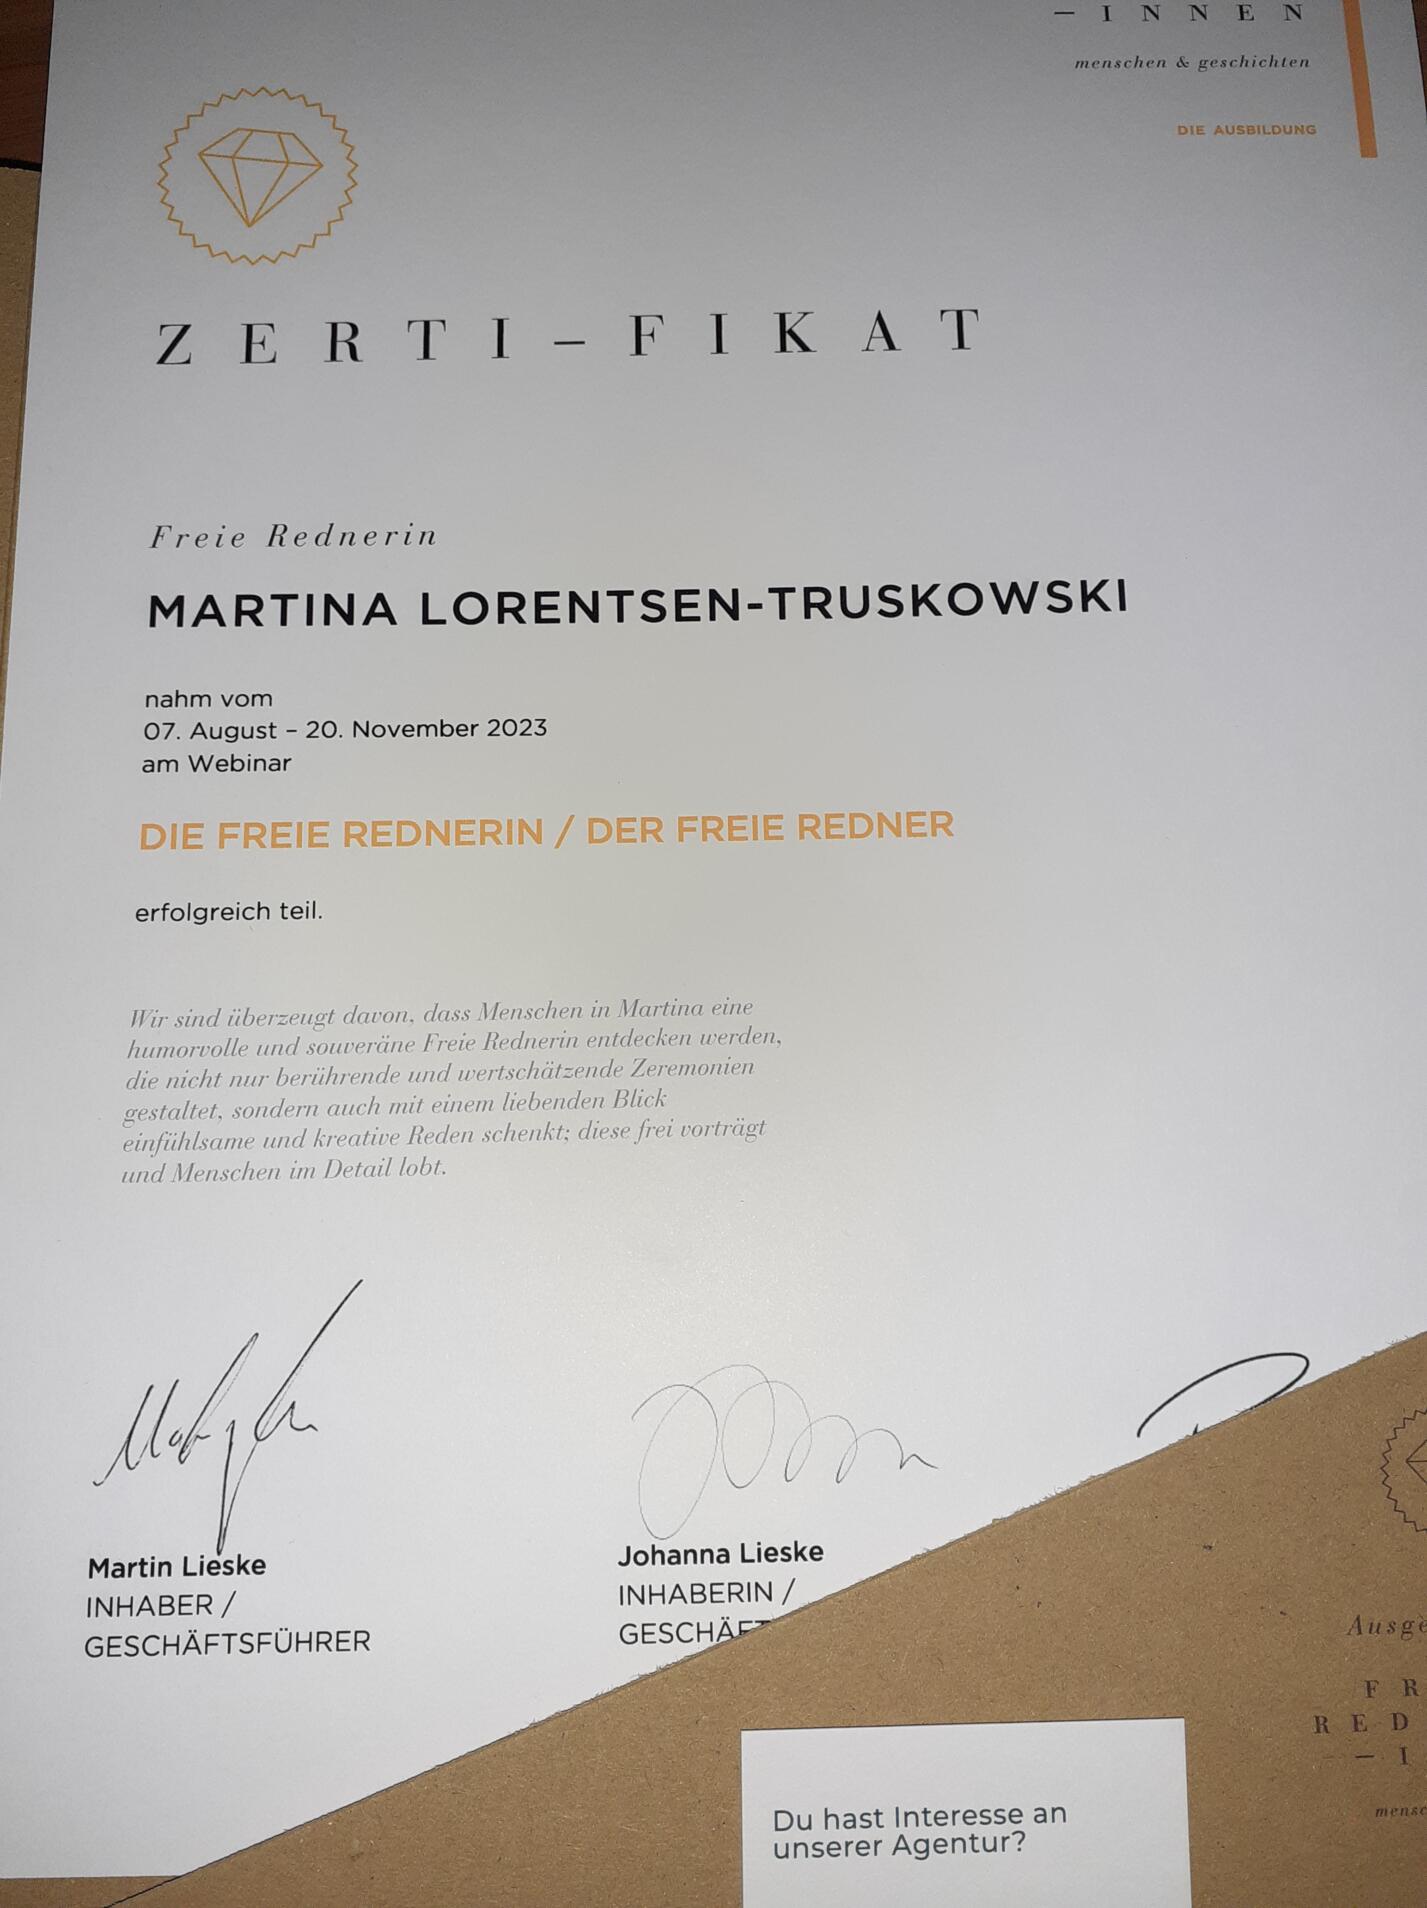 – I N N E N
menschen & geschichten
DIE AUSBILDUNG
Z E R T I – F I K A T
Freie Rednerin
MARTINA LORENTSEN-TRUSKOWSKI
nahm vom
07. August – 20. November 2023
am Webinar
DIE FREIE REDNERIN / DER FREIE REDNER
erfolgreich teil.
Wir sind überzeugt davon, dass Menschen in Martina eine
humorvolle und souveräne Freie Rednerin entdecken werden,
die nicht nur berührende und wertschätzende Zeremonien
gestaltet, sondern auch mit einem liebenden Blick
einfühlsame und kreative Reden schenkt; diese frei vorträgt
und Menschen im Detail lobt.
Martin Lieske
INHABER /
GESCHÄFTSFÜHRER
Johanna Lieske
INHABERIN /
GESCHÄFT
Ausge
F R
R E D
– I
mensc
Du hast Interesse an
unserer Agentur?